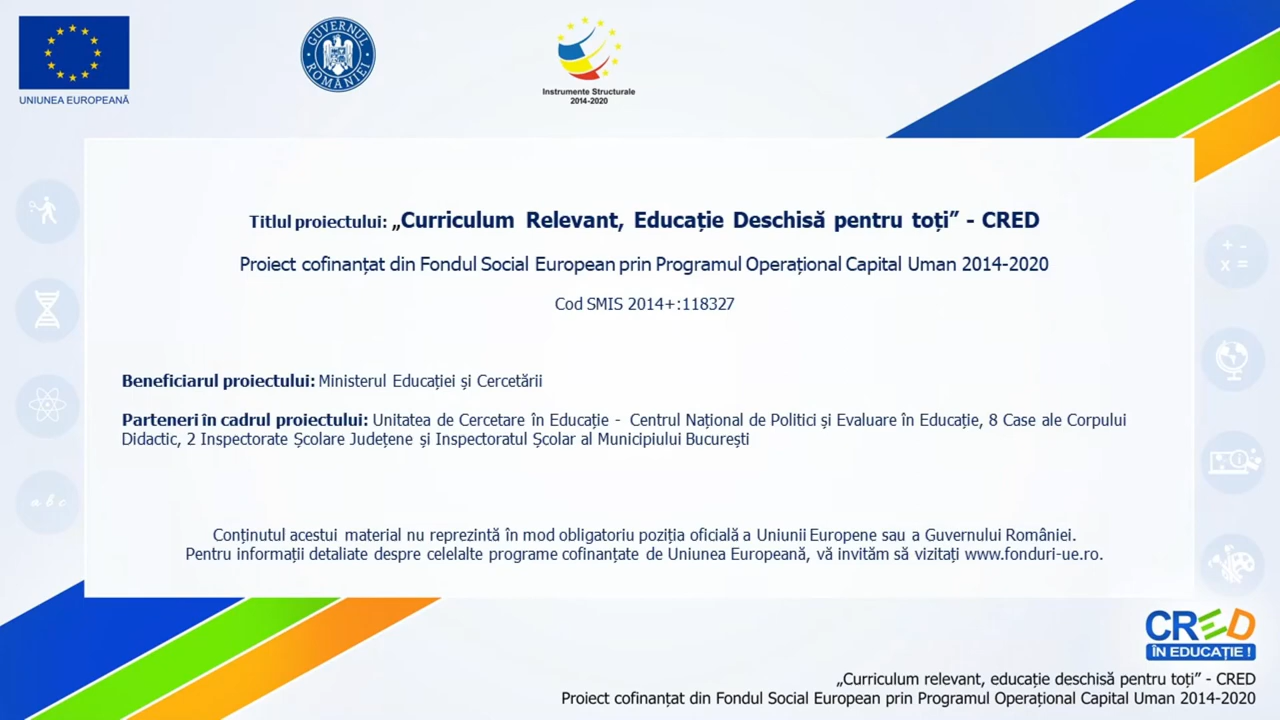 UNIUNEA EUROPEANĂ
GUVERNUL ROMÂNIEI
Instrumente Structurale
2014-2020
Titlul proiectului: „Curriculum Relevant, Educație Deschisă pentru toți” - CRED
Proiect cofinanțat din Fondul Social European prin Programul Operațional Capital Uman 2014-2020
Cod SMIS 2014+:118327
+ -
x =
Beneficiarul proiectului: Ministerul Educației și Cercetării
Parteneri în cadrul proiectului: Unitatea de Cercetare în Educație - Centrul Național de Politici și Evaluare în Educație, 8 Case ale Corpului
Didactic, 2 Inspectorate Școlare Județene și Inspectoratul Școlar al Municipiului București
a b c
Conținutul acestui material nu reprezintă în mod obligatoriu poziția oficială a Uniunii Europene sau a Guvernului României.
Pentru informații detaliate despre celelalte programe cofinanțate de Uniunea Europeană, vă invităm să vizitați www.fonduri-ue.ro.
CRED
ÎN EDUCAȚIE !
„Curriculum relevant, educație deschisă pentru toți” - CRED
Proiect cofinanțat din Fondul Social European prin Programul Operațional Capital Uman 2014-2020